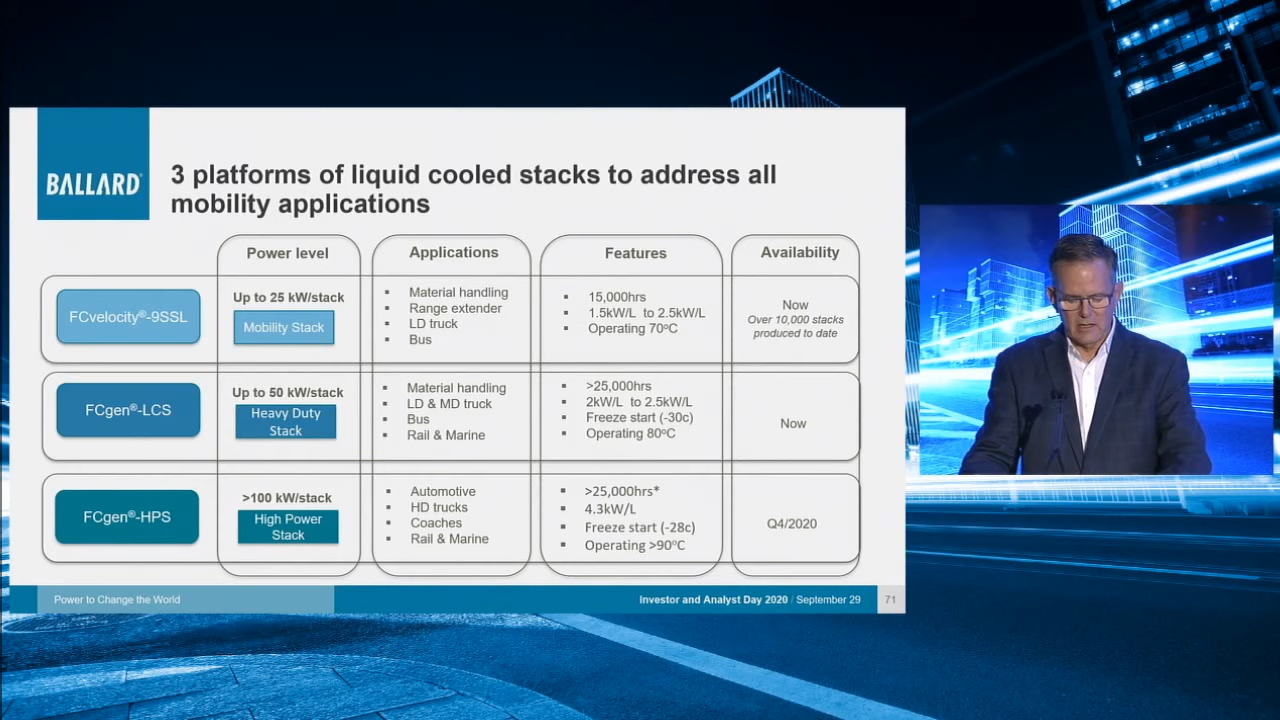 BALLARD®
3 platforms of liquid cooled stacks to address all
mobility applications
Power level
Applications
Features
Availability
FCvelocity®-9SSL
Up to 25 kW/stack
Mobility Stack
▪ Material handling
▪ Range extender
▪ LD truck
▪ Bus
▪ 15,000hrs
▪ 1.5kW/L to 2.5kW/L
▪ Operating 70ºC
Now
Over 10,000 stacks
produced to date
FCgen®-LCS
Up to 50 kW/stack
Heavy Duty
Stack
▪ Material handling
▪ LD & MD truck
▪ Bus
▪ Rail & Marine
▪ >25,000hrs
▪ 2kW/L to 2.5kW/L
▪ Freeze start (-30c)
▪ Operating 80ºC
Now
FCgen®-HPS
>100 kW/stack
High Power
Stack
▪ Automotive
▪ HD trucks
▪ Coaches
▪ Rail & Marine
▪ >25,000hrs*
▪ 4.3kW/L
▪ Freeze start (-28c)
▪ Operating >90ºC
Q4/2020
Power to Change the World
Investor and Analyst Day 2020 / September 29
71